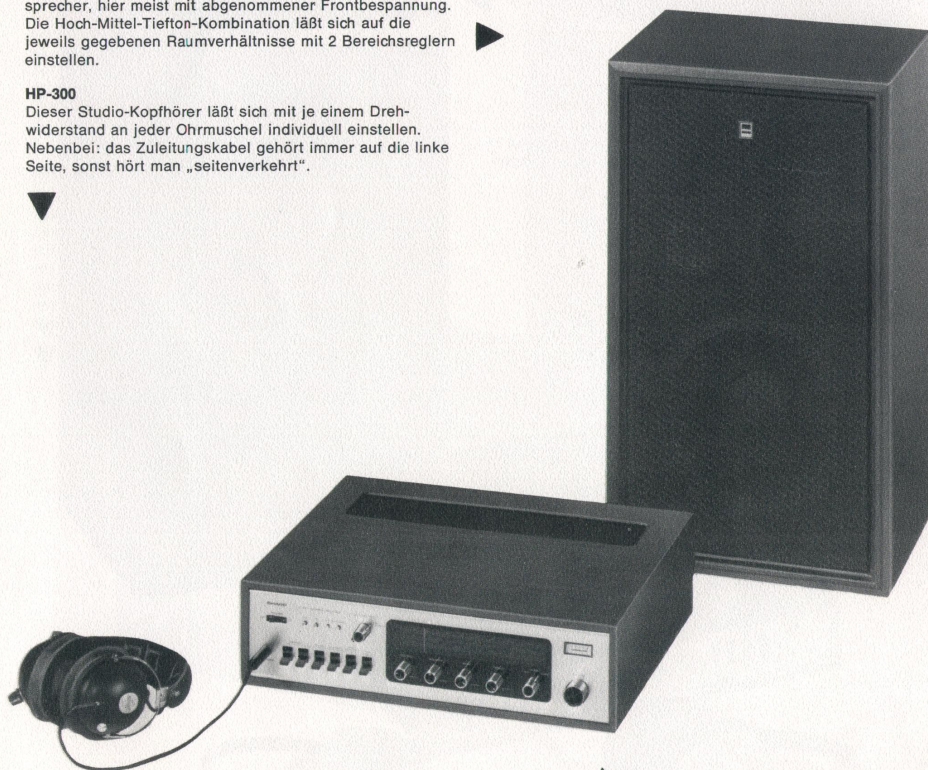 sprecher, hier meist mit abgenommener Frontbespannung.
Die Hoch-Mittel-Tiefton-Kombination läßt sich auf die
jeweils gegebenen Raumverhältnisse mit 2 Bereichsreglern
einstellen.
HP-300
Dieser Studio-Kopfhörer läßt sich mit je einem Dreh-
widerstand an jeder Ohrmuschel individuell einstellen.
Nebenbei: das Zuleitungskabel gehört immer auf die linke
Seite, sonst hört man „seitenverkehrt“.